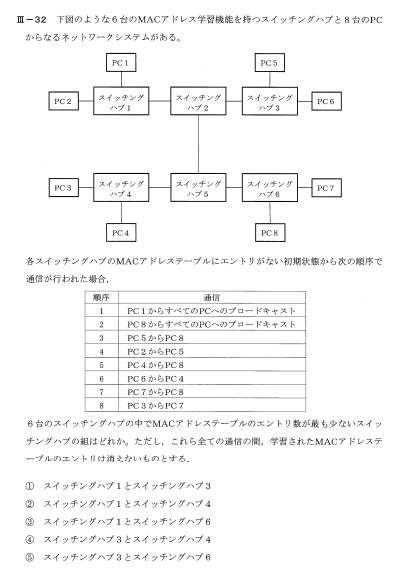 Ⅲ－32 下図のような6台のMACアドレス学習機能を持つスイッチングハブと8台のPC
からなるネットワークシステムがある。
PC1
PC5
PC2
スイッチング
ハブ1
スイッチング
ハブ2
スイッチング
ハブ3
PC6
PC3
スイッチング
ハブ4
スイッチング
ハブ5
スイッチング
ハブ6
PC7
PC4
PC8
各スイッチングハブのMACアドレステーブルにエントリがない初期状態から次の順序で
通信が行われた場合，
順序 通信
1 PC1からすべてのPCへのブロードキャスト
2 PC8からすべてのPCへのブロードキャスト
3 PC5からPC8
4 PC2からPC5
5 PC4からPC8
6 PC6からPC4
7 PC7からPC8
8 PC3からPC7
6台のスイッチングハブの中でMACアドレステーブルのエントリ数が最も少ないスイッ
チングハブの組はどれか。ただし，これら全ての通信の間，学習されたMACアドレステ
ーブルのエントリは消えないものとする。
① スイッチングハブ1とスイッチングハブ3
② スイッチングハブ1とスイッチングハブ4
③ スイッチングハブ1とスイッチングハブ6
④ スイッチングハブ3とスイッチングハブ4
⑤ スイッチングハブ3とスイッチングハブ6